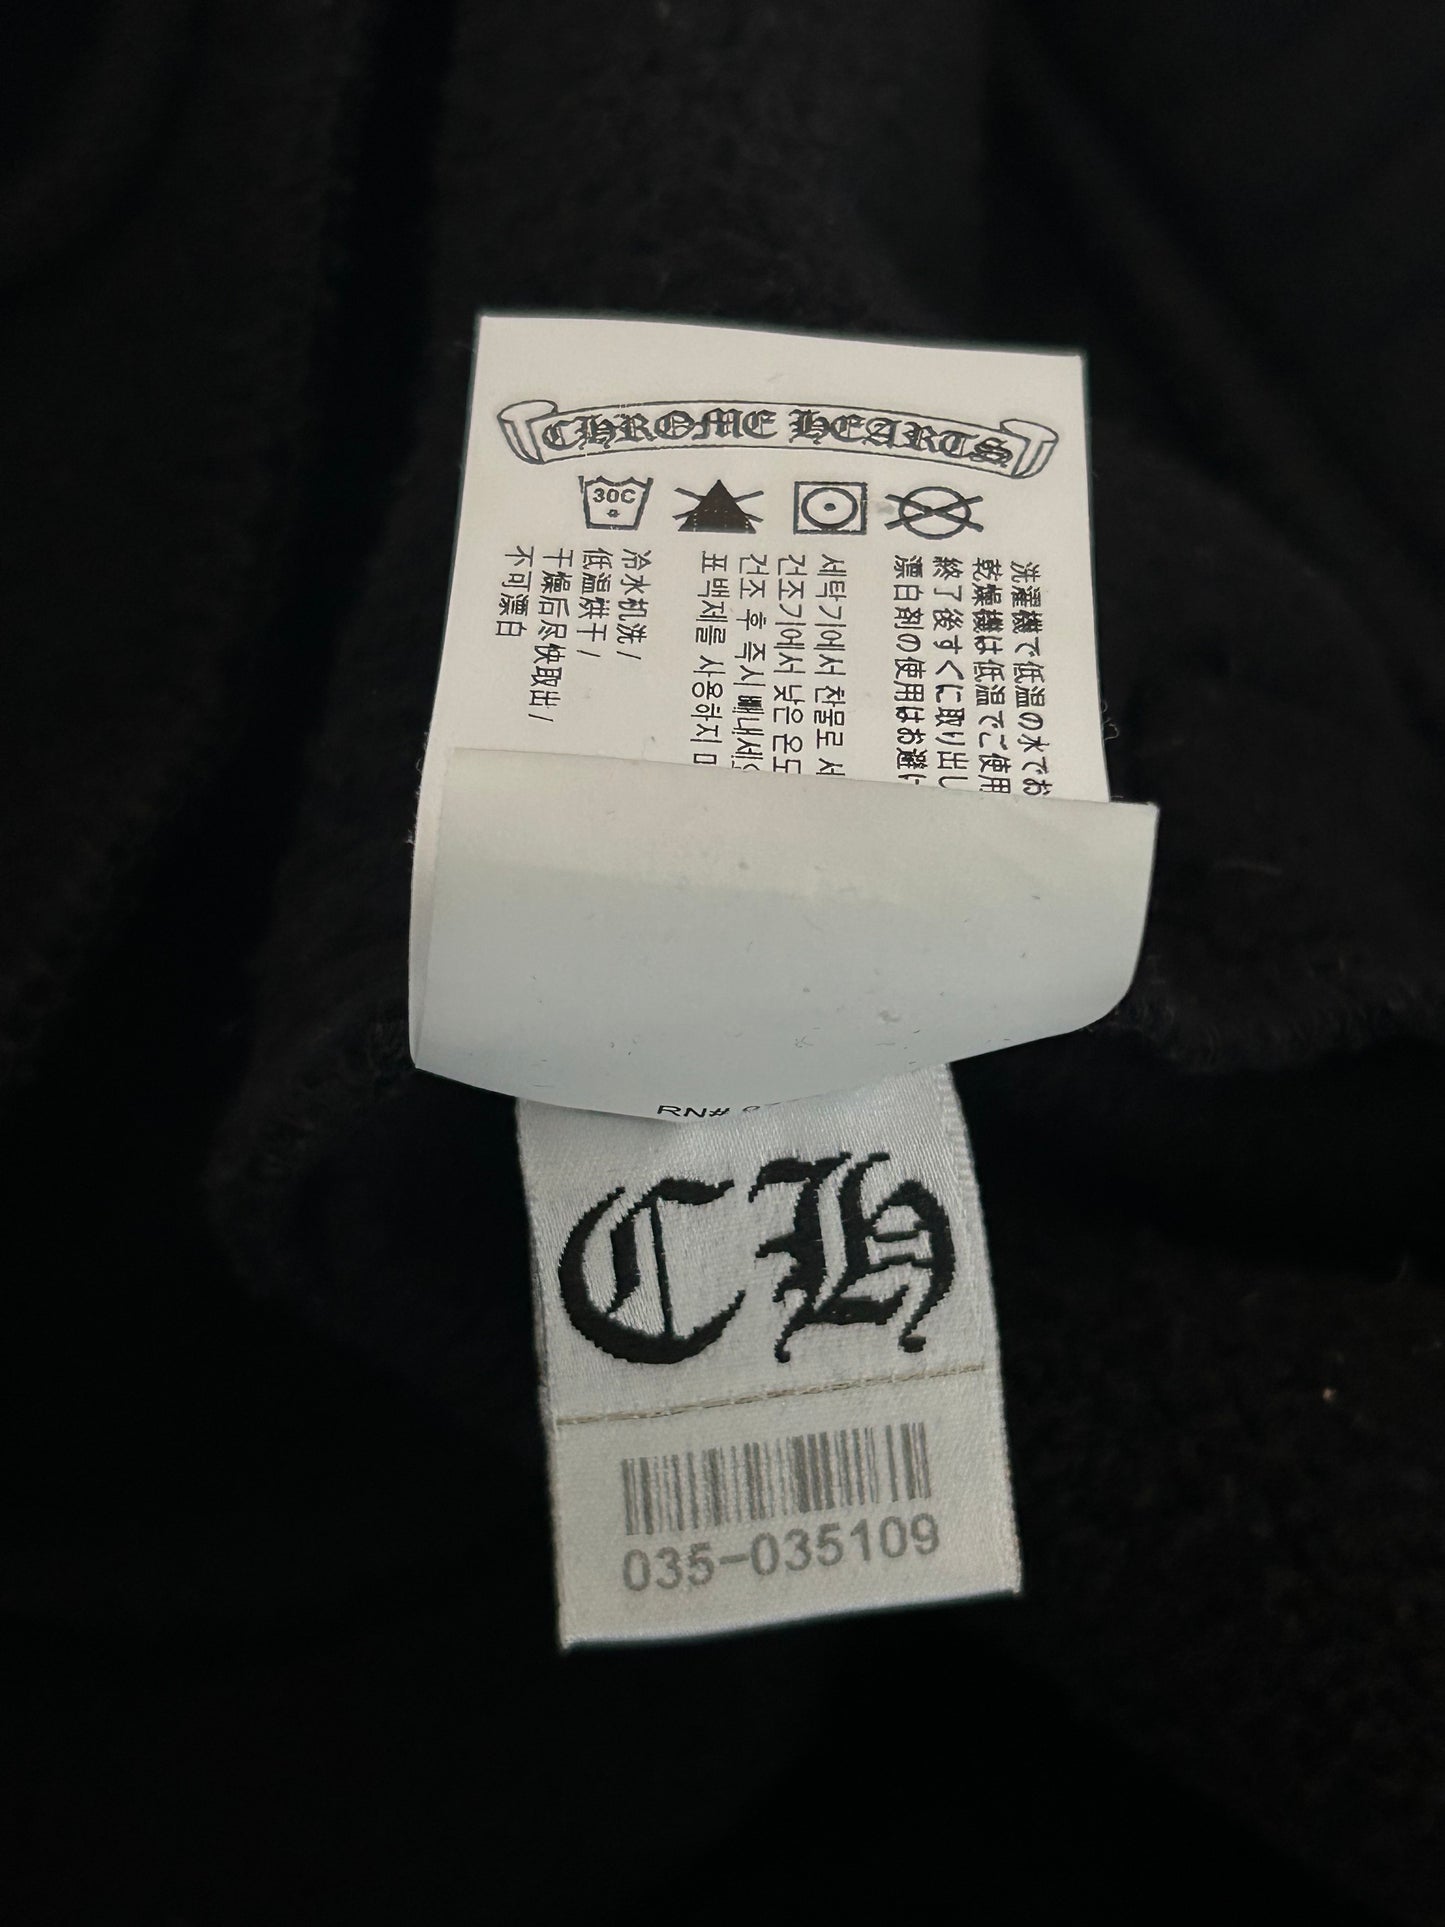 CHROME HEARTS
30C
洗濯機で低温の水でお
乾燥機は低温でご使用
終了後すぐに取り出し
漂白剤の使用はお避け
세탁기에서 찬물로 세
건조기에서 낮은 온도
건조 후 즉시 빼내세요
표백제를 사용하지 마
冷水机洗/
低温烘干/
干燥后尽快取出/
不可漂白
RN#
CH
035-035109